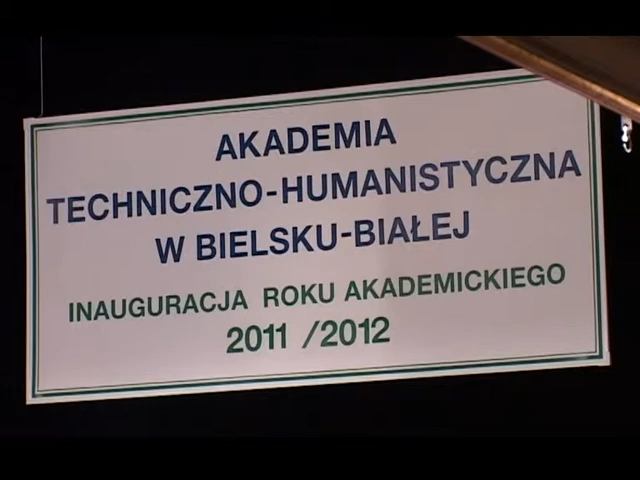 AKADEMIA
TECHNICZNO-HUMANISTYCZNA
W BIELSKU-BIAŁEJ
INAUGURACJA ROKU AKADEMICKIEGO
2011 /2012